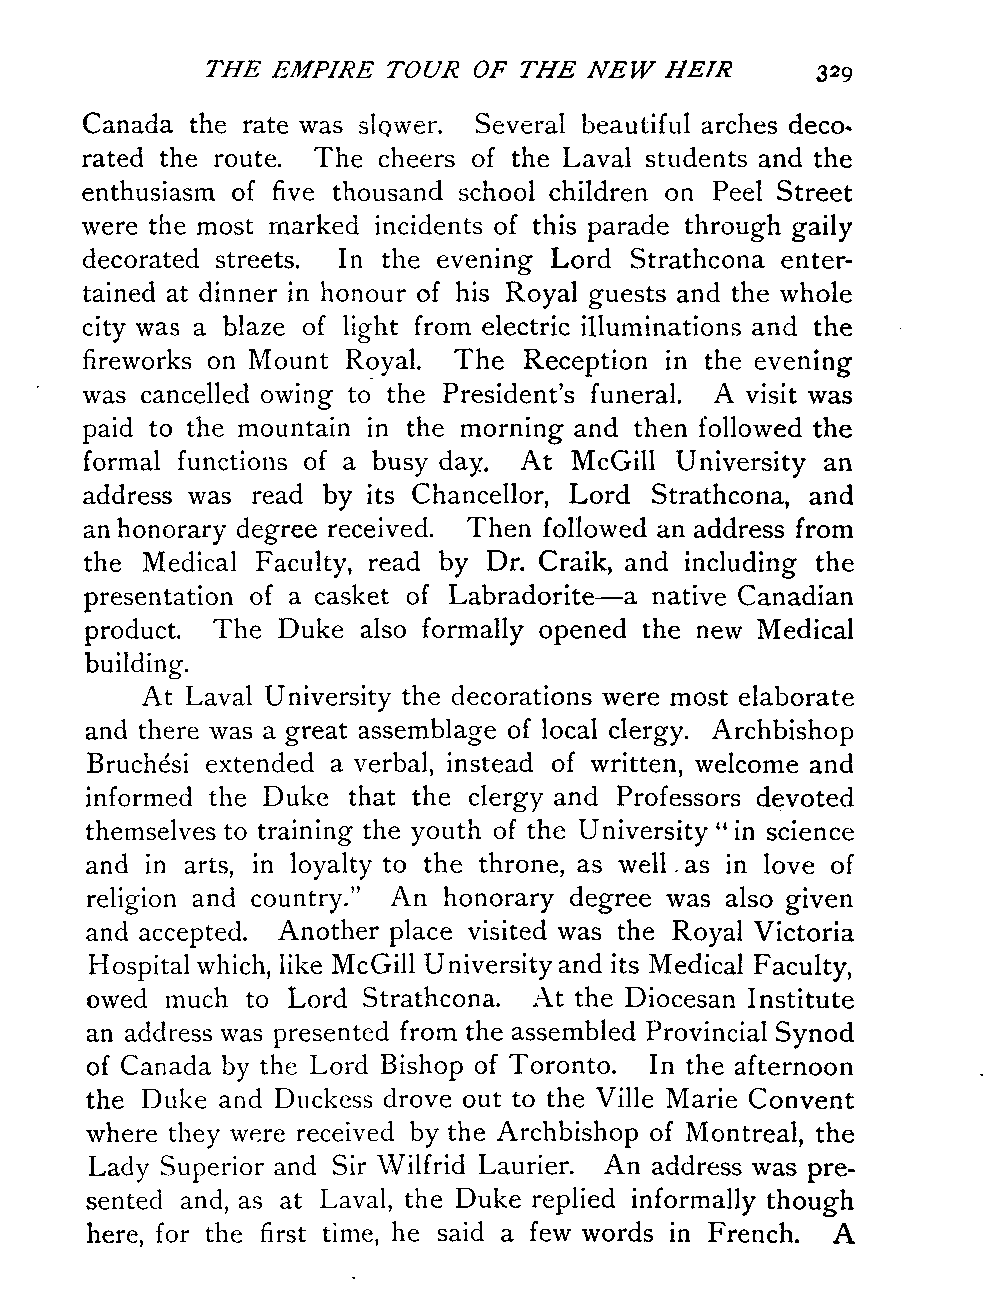 THE EMPIRE TOUR OF THE NEW HEIR 329
Canada the rate was slower. Several beautiful arches deco-
rated the route. The cheers of the Laval students and the
enthusiasm of five thousand school children on Peel Street
were the most marked incidents of this parade through gaily
decorated streets. In the evening Lord Strathcona enter-
tained at dinner in honour of his Royal guests and the whole
city was a blaze of light from electric illuminations and the
fireworks on Mount Royal. The Reception in the evening
was cancelled owing to the President's funeral. A visit was
paid to the mountain in the morning and then followed the
formal functions of a busy day. At McGill University an
address was read by its Chancellor, Lord Strathcona, and
an honorary degree received. Then followed an address from
the Medical Faculty, read by Dr. Craik, and including the
presentation of a casket of Labradorite—a native Canadian
product. The Duke also formally opened the new Medical
building.
At Laval University the decorations were most elaborate
and there was a great assemblage of local clergy. Archbishop
Bruchési extended a verbal, instead of written, welcome and
informed the Duke that the clergy and Professors devoted
themselves to training the youth of the University "in science
and in arts, in loyalty to the throne, as well as in love of
religion and country." An honorary degree was also given
and accepted. Another place visited was the Royal Victoria
Hospital which, like McGill University and its Medical Faculty,
owed much to Lord Strathcona. At the Diocesan Institute
an address was presented from the assembled Provincial Synod
of Canada by the Lord Bishop of Toronto. In the afternoon
the Duke and Duckess drove out to the Ville Marie Convent
where they were received by the Archbishop of Montreal, the
Lady Superior and Sir Wilfrid Laurier. An address was pre-
sented and, as at Laval, the Duke replied informally though
here, for the first time, he said a few words in French. A